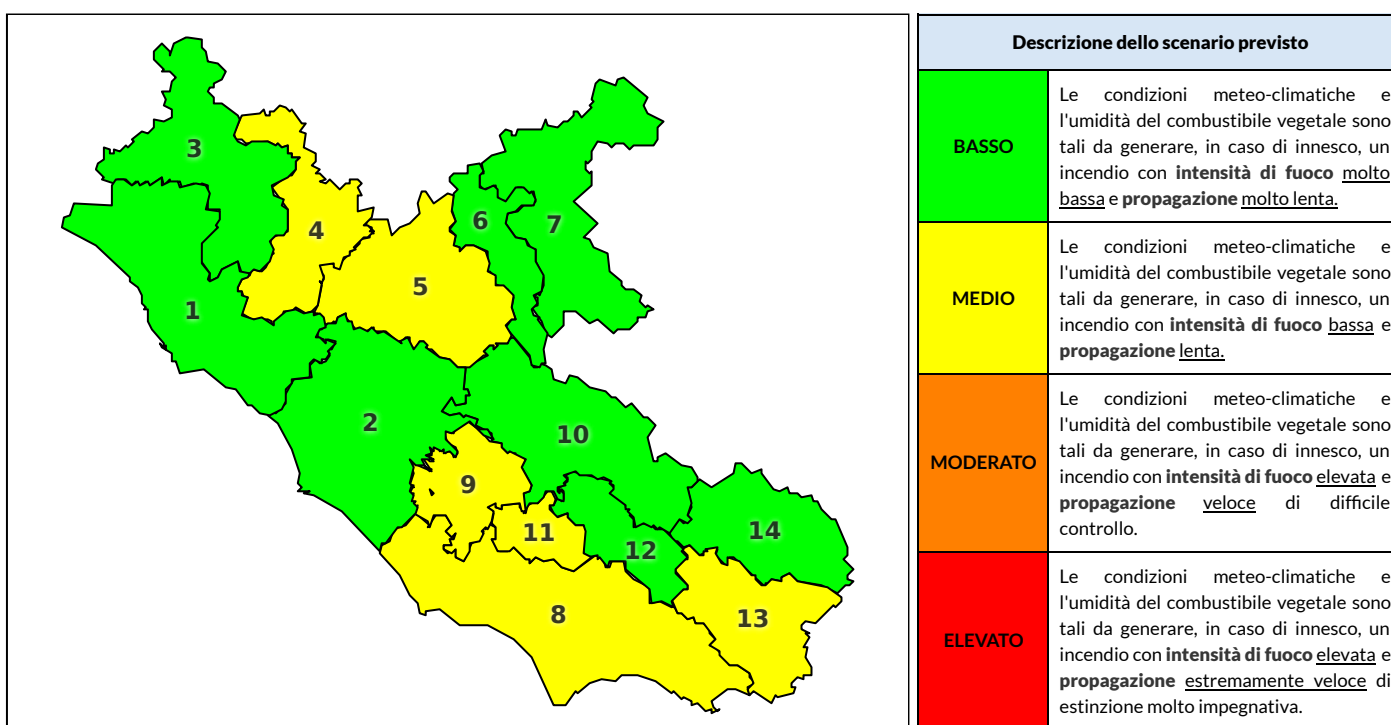 3
4
6
7
5
1
2
10
9
11
12
14
8
13
Descrizione dello scenario previsto
BASSO
Le condizioni meteo-climatiche e
l'umidità del combustibile vegetale sono
tali da generare, in caso di innesco, un
incendio con intensità di fuoco molto
bassa e propagazione molto lenta.
MEDIO
Le condizioni meteo-climatiche e
l'umidità del combustibile vegetale sono
tali da generare, in caso di innesco, un
incendio con intensità di fuoco bassa e
propagazione lenta.
MODERATO
Le condizioni meteo-climatiche e
l'umidità del combustibile vegetale sono
tali da generare, in caso di innesco, un
incendio con intensità di fuoco elevata e
propagazione veloce di difficile
controllo.
ELEVATO
Le condizioni meteo-climatiche e
l'umidità del combustibile vegetale sono
tali da generare, in caso di innesco, un
incendio con intensità di fuoco elevata e
propagazione estremamente veloce di
estinzione molto impegnativa.